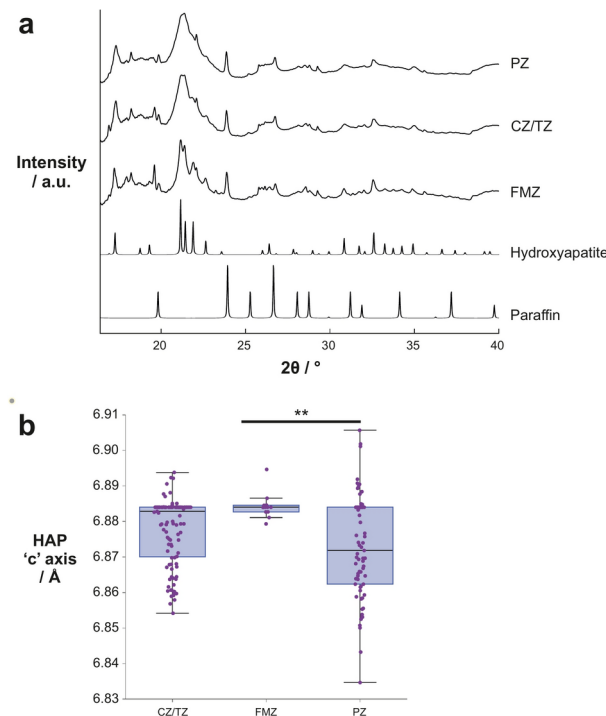 a
PZ
CZ/TZ
Intensity
/ a.u.
FMZ
Hydroxyapatite
Paraffin
20 25 30 35 40
2θ / °
b
**
6.91
6.90
6.89
6.88
HAP
'c' axis
/ Å
6.87
6.86
6.85
6.84
6.83
CZ/TZ FMZ PZ